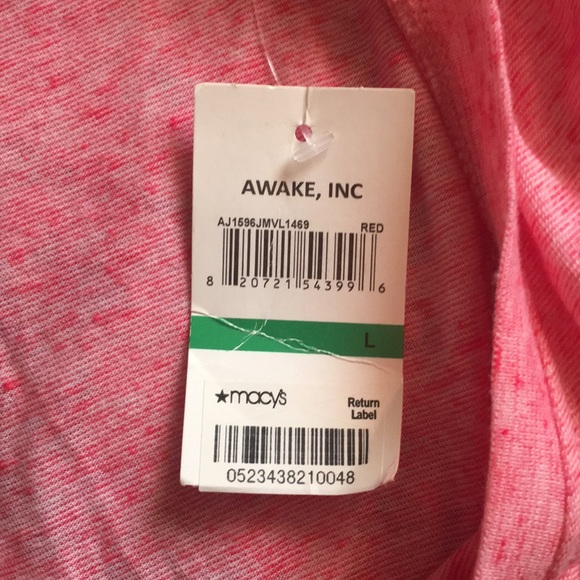 AWAKE, INC
AJ1596JMVL1469 RED
8 20721 54399 6
L
★macy's Return
Label
0523438210048